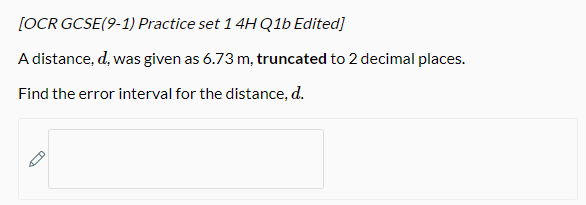 [OCR GCSE(9-1) Practice set 1 4H Q1b Edited]
A distance, d, was given as 6.73 m, truncated to 2 decimal places.
Find the error interval for the distance, d.